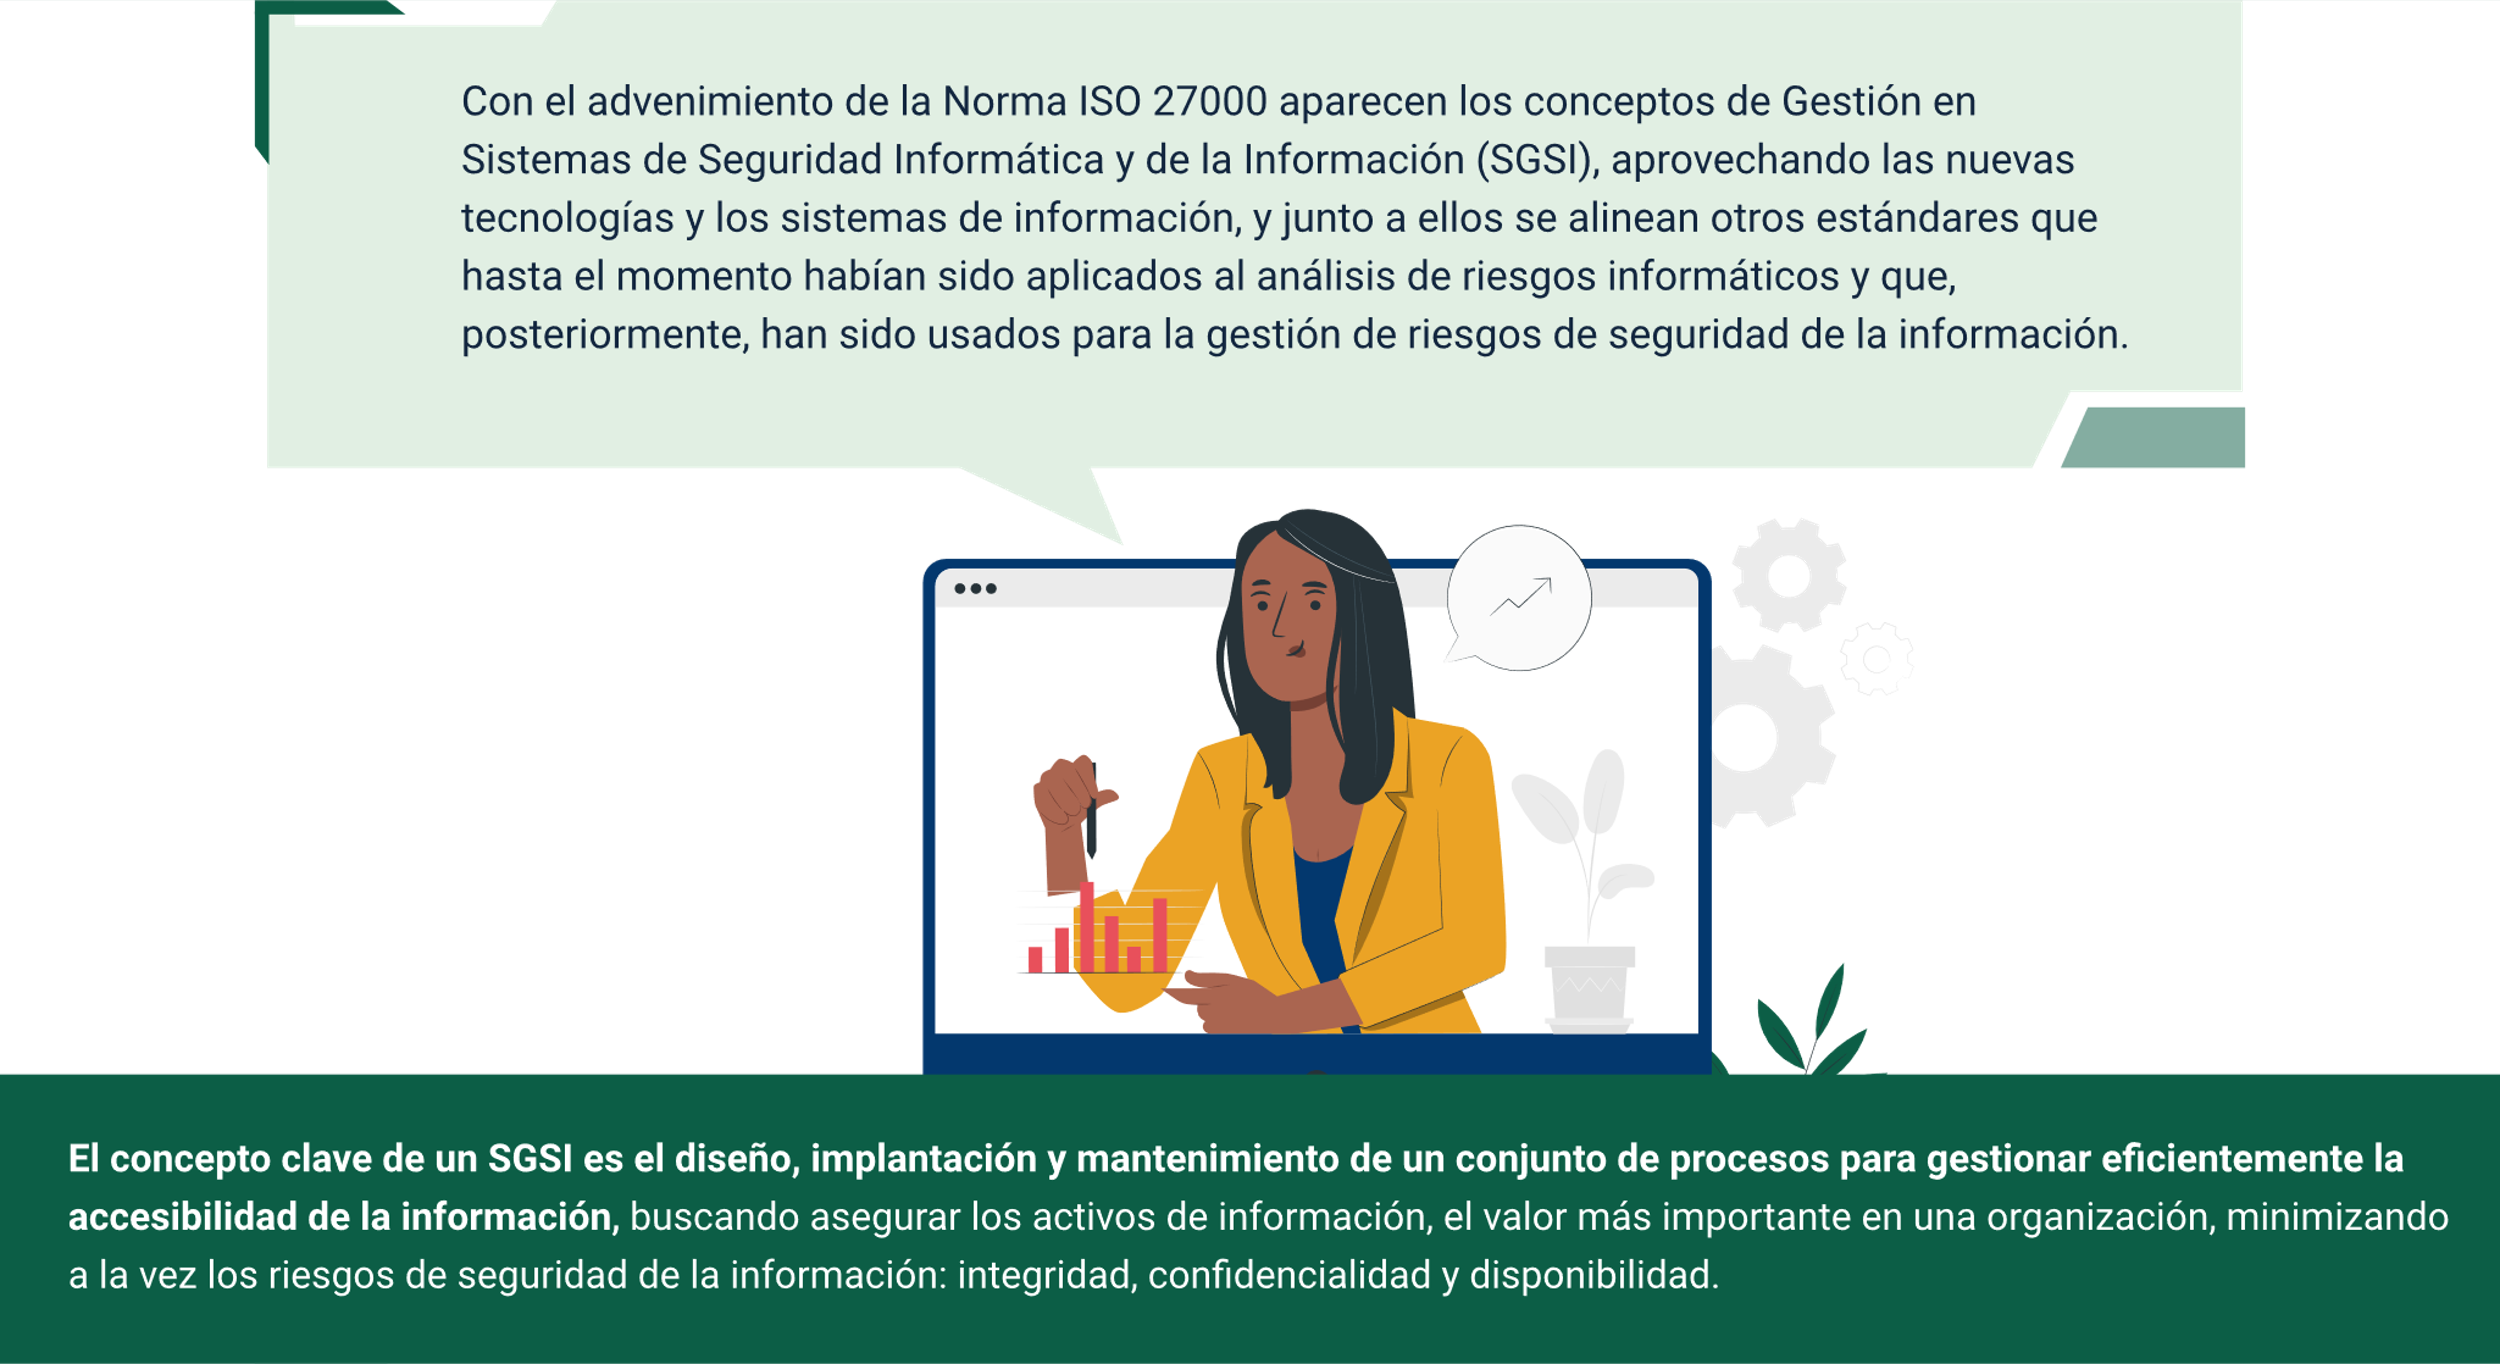 Con el advenimiento de la Norma ISO 27000 aparecen los conceptos de Gestión en
Sistemas de Seguridad Informática y de la Información (SGSI), aprovechando las nuevas
tecnologías y los sistemas de información, y junto a ellos se alinean otros estándares que
hasta el momento habían sido aplicados al análisis de riesgos informáticos y que,
posteriormente, han sido usados para la gestión de riesgos de seguridad de la información.
El concepto clave de un SGSI es el diseño, implantación y mantenimiento de un conjunto de procesos para gestionar eficientemente la
accesibilidad de la información, buscando asegurar los activos de información, el valor más importante en una organización, minimizando
a la vez los riesgos de seguridad de la información: integridad, confidencialidad y disponibilidad.